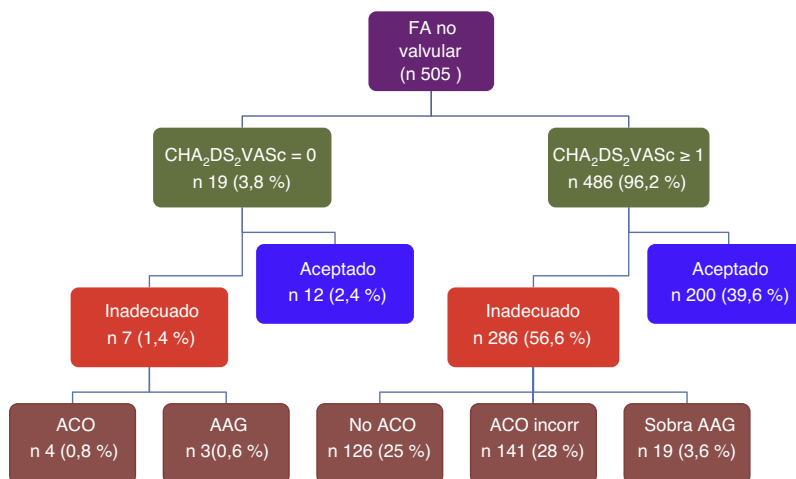 FA no
valvular
(n 505 )
CHA₂DS₂VASc = 0
n 19 (3,8 %)
CHA₂DS₂VASc ≥ 1
n 486 (96,2 %)
Aceptado
n 12 (2,4 %)
Aceptado
n 200 (39,6 %)
Inadecuado
n 7 (1,4 %)
Inadecuado
n 286 (56,6 %)
ACO
n 4 (0,8 %)
AAG
n 3(0,6 %)
No ACO
n 126 (25 %)
ACO incorr
n 141 (28 %)
Sobra AAG
n 19 (3,6 %)